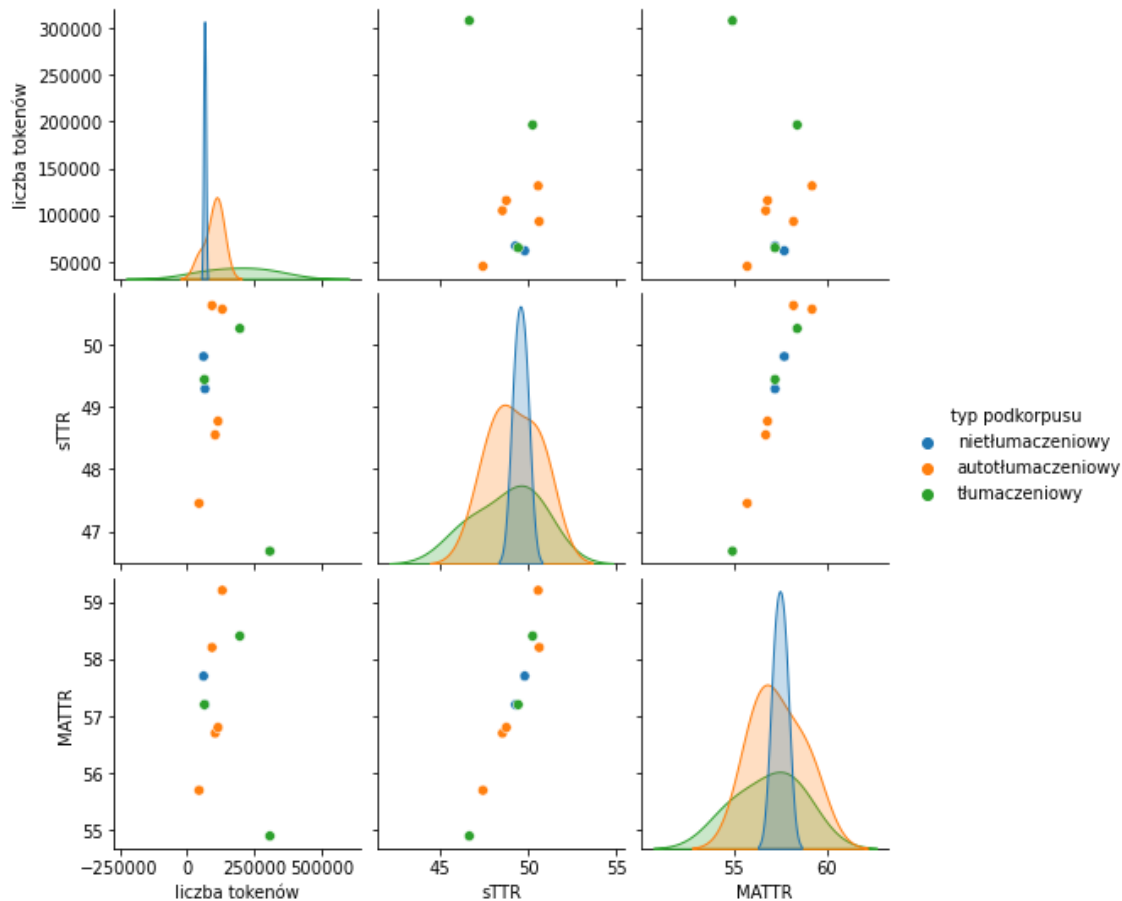 300000
250000
200000
150000
100000
50000
liczba tokenów
50
49
48
47
sTTR
typ podkorpusu
nietłumaczeniowy
autotłumaczeniowy
tłumaczeniowy
59
58
57
56
55
MATTR
−250000 0 250000 500000
liczba tokenów
45 50 55
sTTR
55 60
MATTR